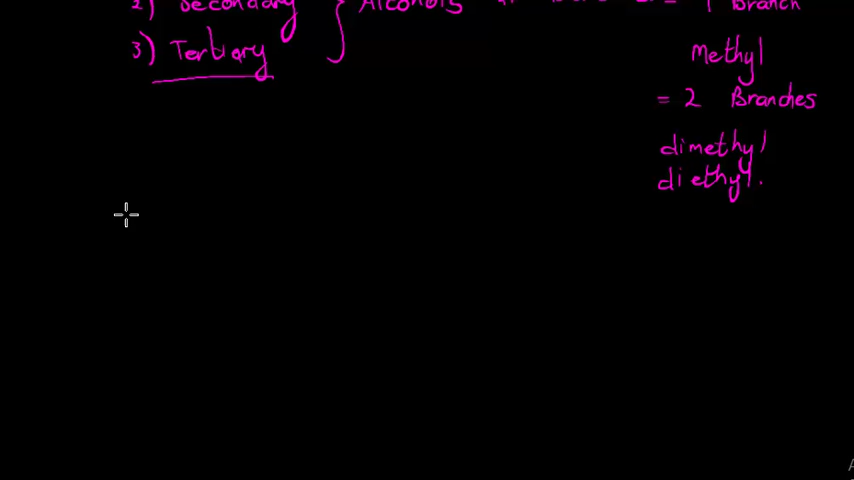 2) Secondary Alcohols = 1 Branch
3) Tertiary
Methyl
= 2 Branches
dimethyl
diethyl.